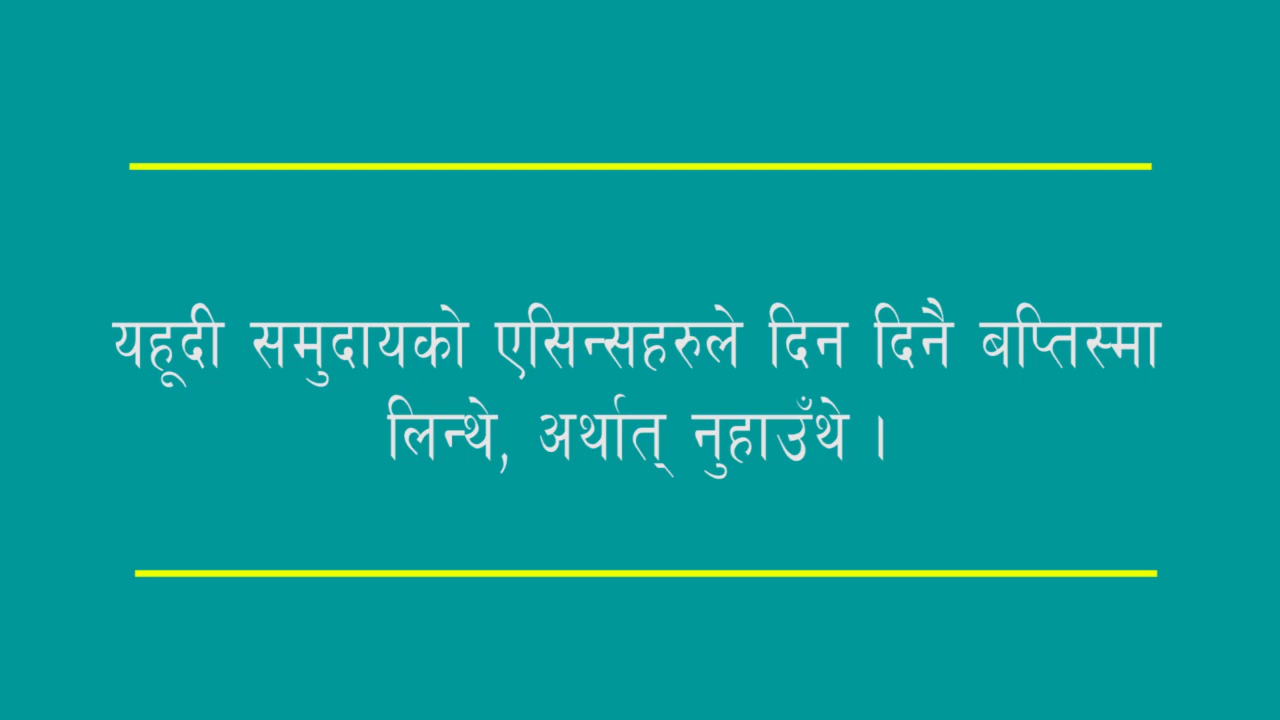 यहूदी समुदायको एसिन्सहरुले दिन दिनै बप्तिस्मा
लिन्थे, अर्थात् नुहाउँथे ।